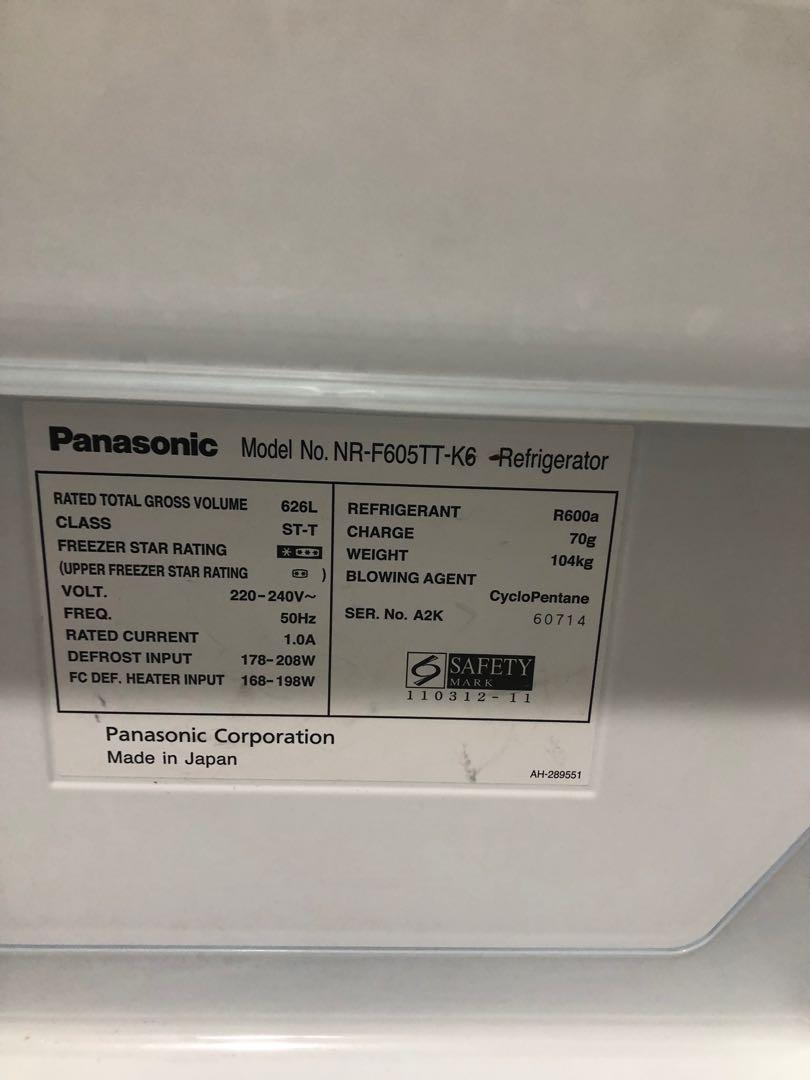 Panasonic Model No. NR-F605TT-K6 -Refrigerator
RATED TOTAL GROSS VOLUME 626L
CLASS ST-T
FREEZER STAR RATING
(UPPER FREEZER STAR RATING )
VOLT. 220-240V~
FREQ. 50Hz
RATED CURRENT 1.0A
DEFROST INPUT 178-208W
FC DEF. HEATER INPUT 168-198W
REFRIGERANT R600a
CHARGE 70g
WEIGHT 104kg
BLOWING AGENT
CycloPentane
SER. No. A2K 60714
SAFETY
MARK
110312-11
Panasonic Corporation
Made in Japan
AH-289551